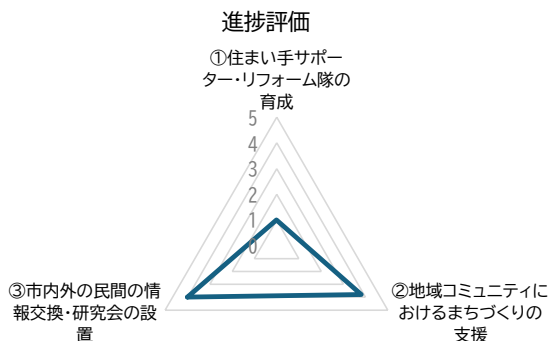 進捗評価
①住まい手サポー
ター・リフォーム隊の
育成
5
4
3
2
1
0
③市内外の民間の情
報交換・研究会の設
置
②地域コミュニティに
おけるまちづくりの
支援